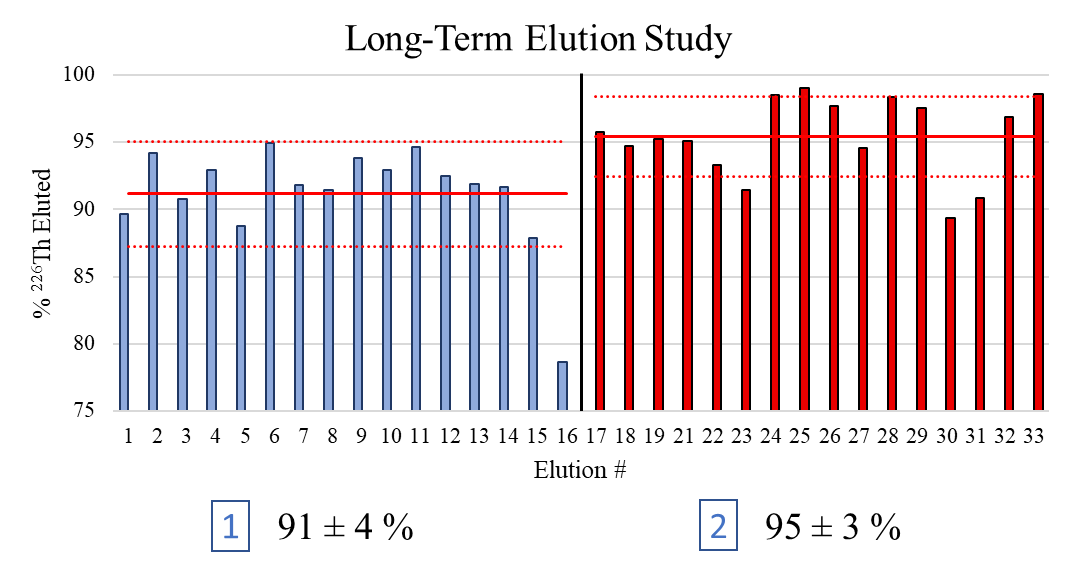 Long-Term Elution Study
100
95
90
85
80
75
% ²²⁶Th Eluted
1 2 3 4 5 6 7 8 9 10 11 12 13 14 15 16 17 18 19 21 22 23 24 25 26 27 28 29 30 31 32 33
Elution #
1 91 ± 4 % 2 95 ± 3 %